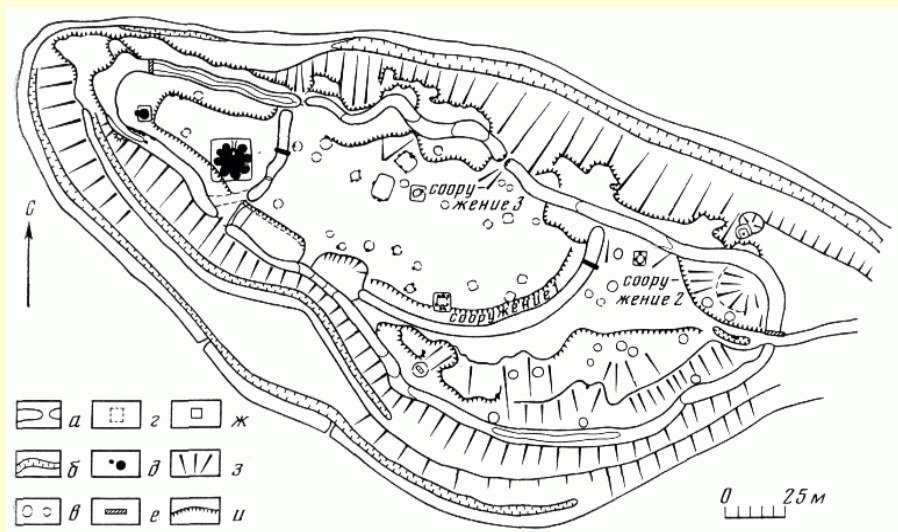 соору-
жение 3
С
соору-
жение 2
сооружение 1
а г ж
б д з
в е и
0 25 м